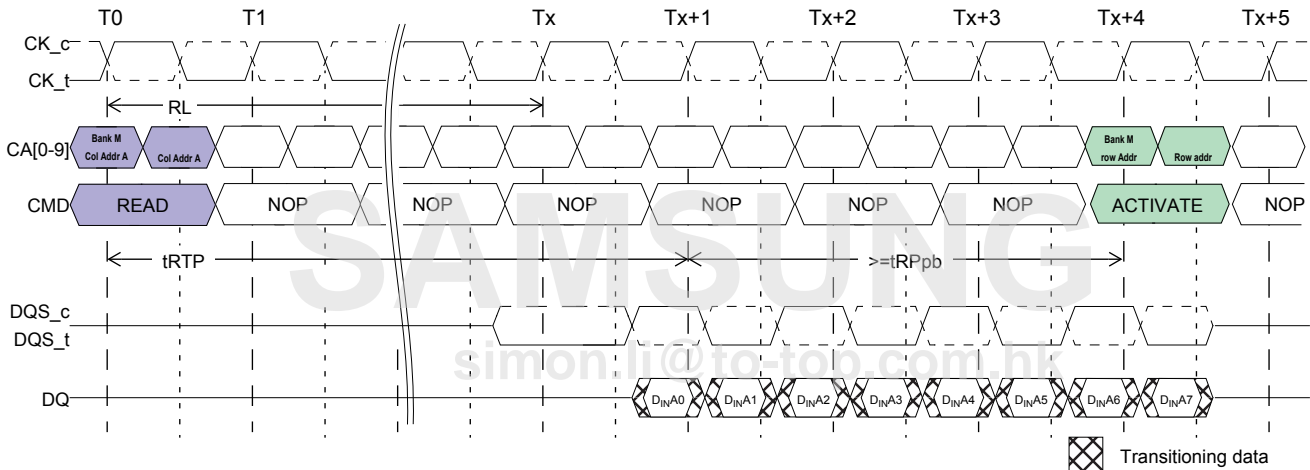 T0 T1 Tx Tx+1 Tx+2 Tx+3 Tx+4 Tx+5
CK_c
CK_t
RL
CA[0-9] Bank M Col Addr A Col Addr A Bank M row Addr Row addr
CMD READ NOP NOP NOP NOP NOP NOP ACTIVATE NOP
SAMSUNG
tRTP >=tRPpb
DQS_c
DQS_t
simon.li@to-top.com.hk
DQ DINA0 DINA1 DINA2 DINA3 DINA4 DINA5 DINA6 DINA7
Transitioning data